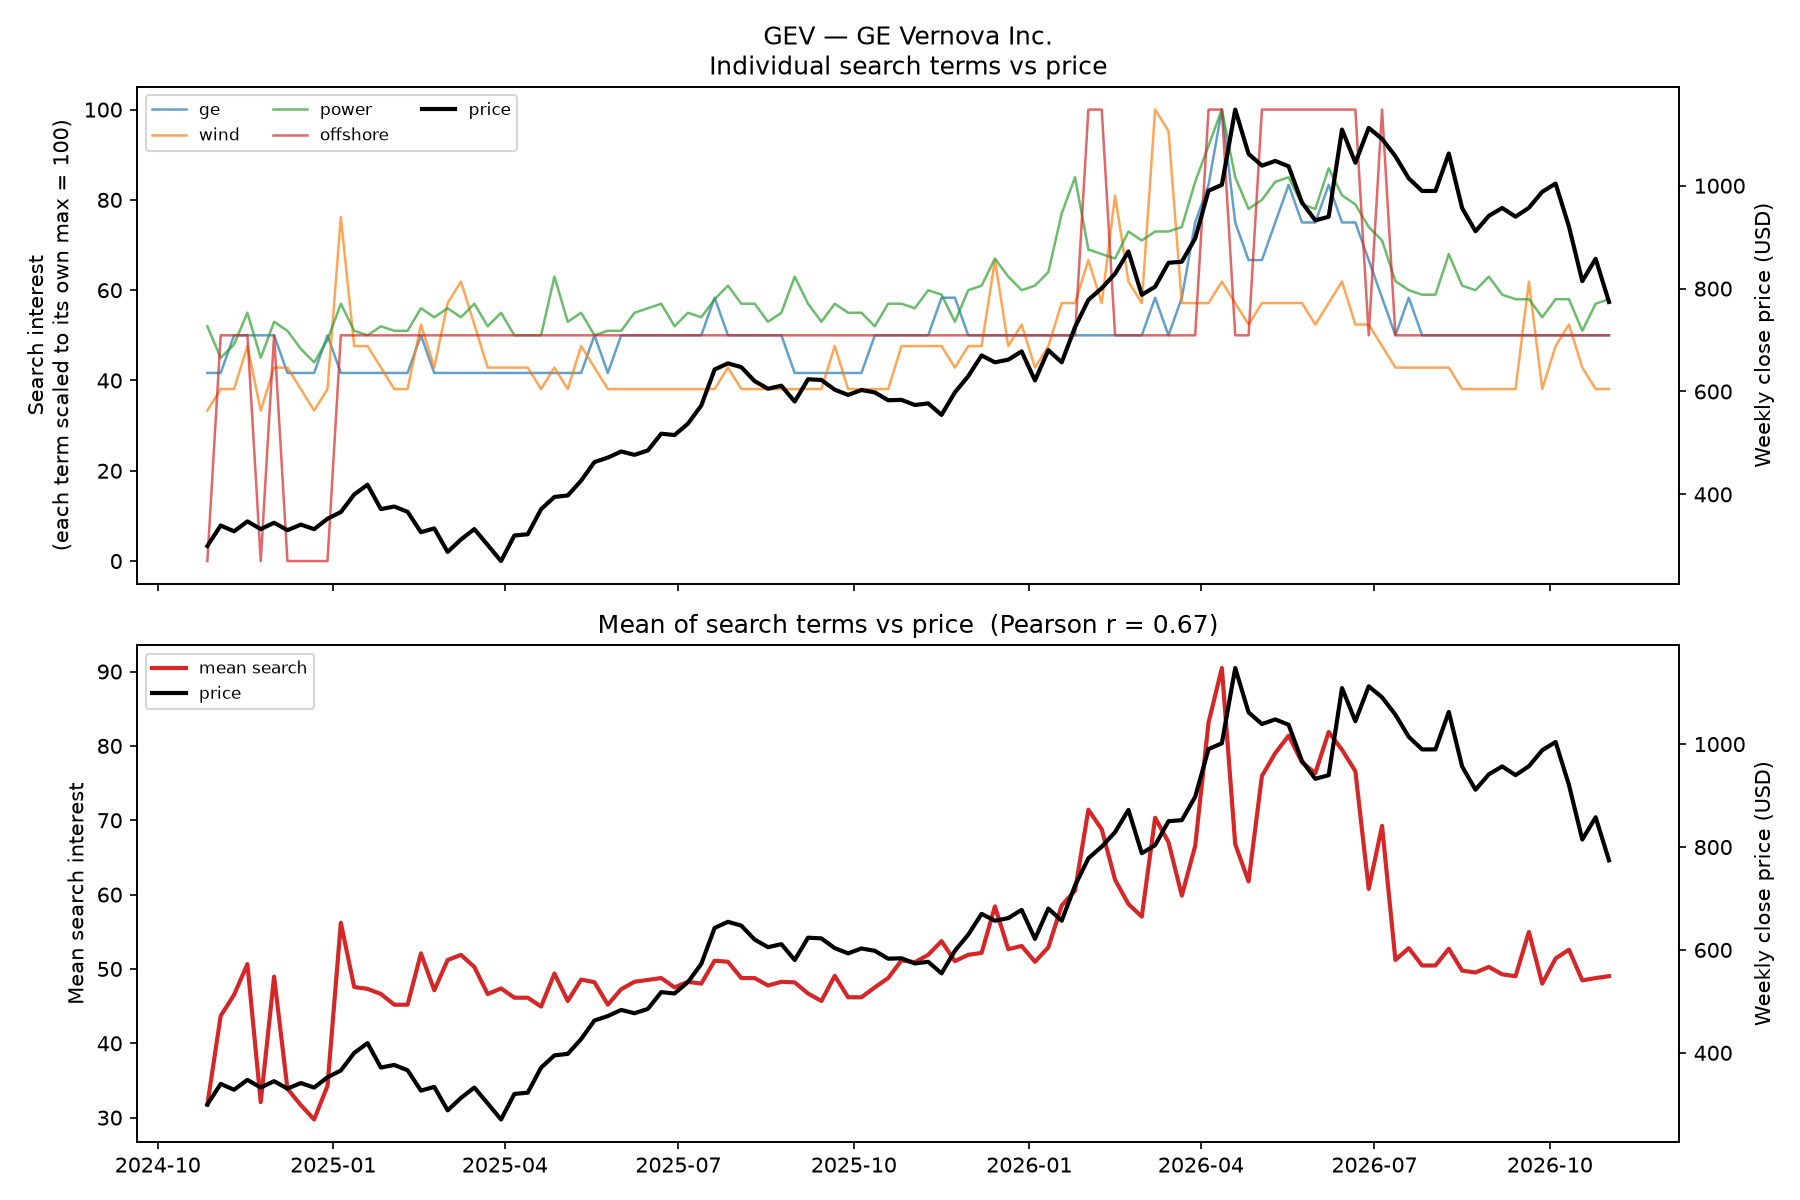 GEV — GE Vernova Inc.
Individual search terms vs price
ge
wind
power
offshore
price
Search interest
(each term scaled to its own max = 100)
100
80
60
40
20
0
1000
800
600
400
Weekly close price (USD)
Mean of search terms vs price  (Pearson r = 0.67)
mean search
price
Mean search interest
90
80
70
60
50
40
30
1000
800
600
400
Weekly close price (USD)
2024-10
2025-01
2025-04
2025-07
2025-10
2026-01
2026-04
2026-07
2026-10